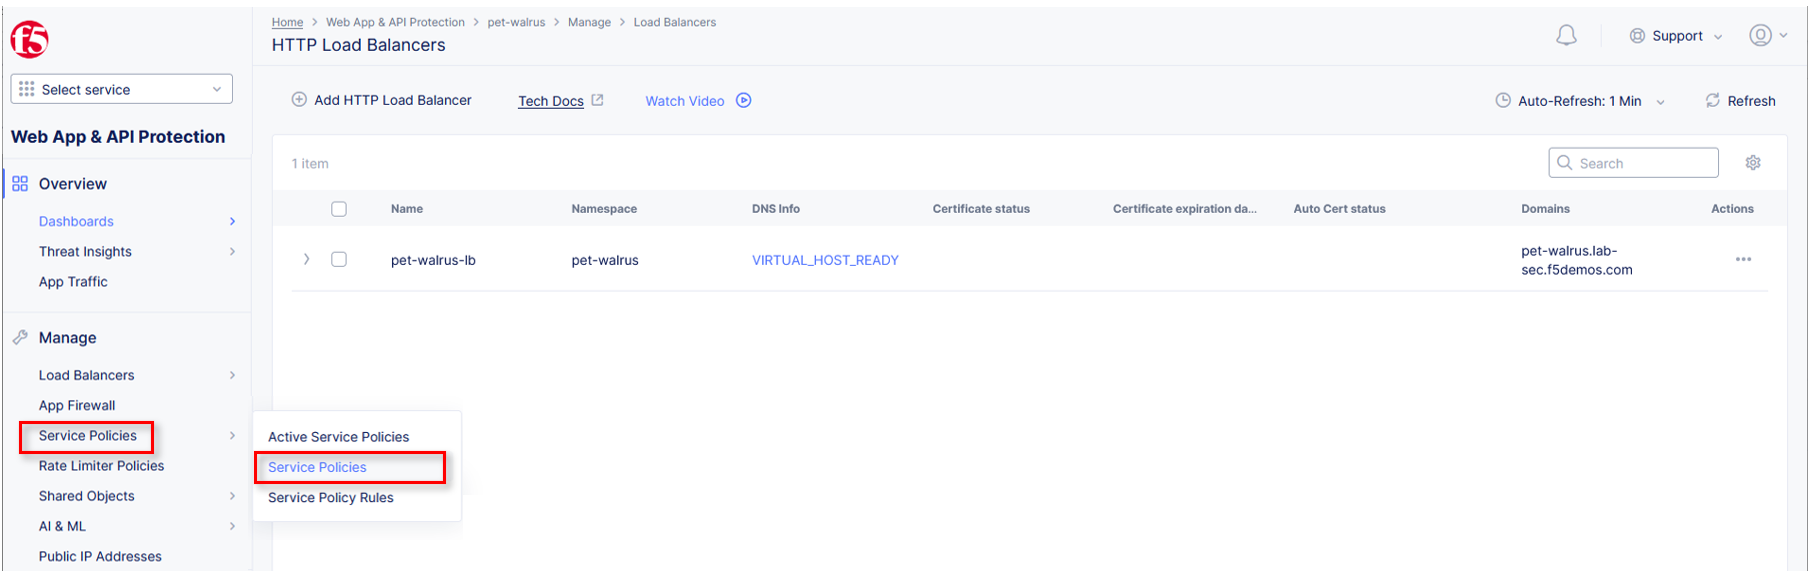 f5
Home > Web App & API Protection > pet-walrus > Manage > Load Balancers
HTTP Load Balancers
Support
Select service
Add HTTP Load Balancer
Tech Docs
Watch Video
Auto-Refresh: 1 Min
Refresh
Web App & API Protection
1 item
Search
Overview
Dashboards
Threat Insights
App Traffic
Name Namespace DNS Info Certificate status Certificate expiration da... Auto Cert status Domains Actions
pet-walrus-lb pet-walrus VIRTUAL_HOST_READY pet-walrus.lab-
sec.f5demos.com
Manage
Load Balancers
App Firewall
Service Policies
Rate Limiter Policies
Shared Objects
AI & ML
Public IP Addresses
Active Service Policies
Service Policies
Service Policy Rules